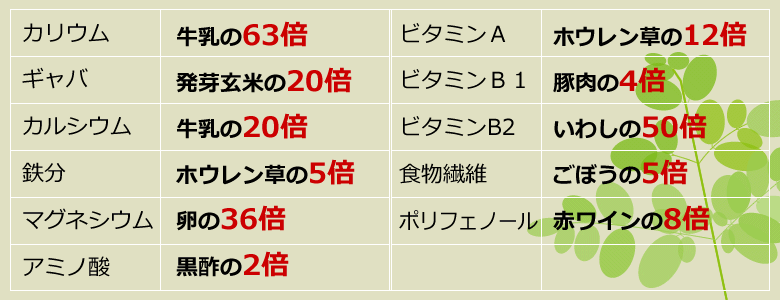 カリウム 牛乳の63倍 ビタミンA ホウレン草の12倍
ギャバ 発芽玄米の20倍 ビタミンB 1 豚肉の4倍
カルシウム 牛乳の20倍 ビタミンB2 いわしの50倍
鉄分 ホウレン草の5倍 食物繊維 ごぼうの5倍
マグネシウム 卵の36倍 ポリフェノール 赤ワインの8倍
アミノ酸 黒酢の2倍